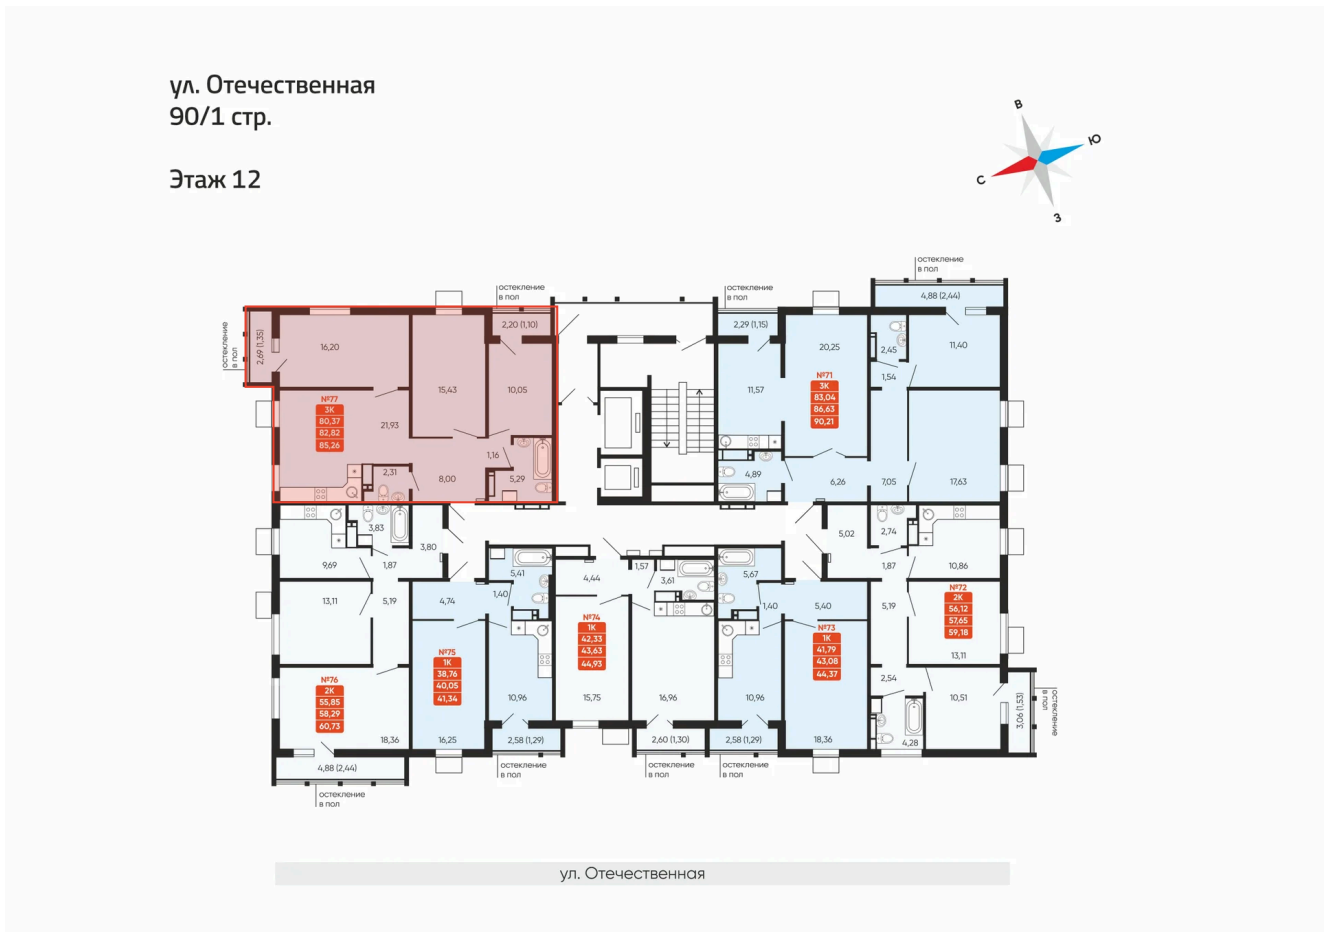 ул. Отечественная
90/1 стр.
Этаж 12
В
Ю
С
З
остекление
в пол
4,88 (2,44)
остекление
в пол
2,20 (1,10)
остекление
в пол
2,29 (1,15)
остекление
в пол
2,69 (1,35)
16,20
15,43
10,05
№77
3К
80,37
82,82
85,26
21,93
2,31
8,00
1,16
5,29
11,57
20,25
№71
3К
83,04
86,63
90,21
2,45
1,54
11,40
4,89
6,26
7,05
17,63
3,83
3,80
9,69
1,87
13,11
5,19
№76
2К
55,85
58,29
60,73
18,36
4,88 (2,44)
остекление
в пол
4,74
5,41
1,40
№75
1К
38,76
40,05
41,34
16,25
10,96
2,58 (1,29)
остекление
в пол
4,44
1,57
3,61
№74
1К
42,33
43,63
44,93
15,75
16,96
2,60 (1,30)
остекление
в пол
5,67
1,40
5,40
№73
1К
41,79
43,08
44,37
10,96
18,36
2,58 (1,29)
остекление
в пол
5,02
2,74
1,87
10,86
5,19
№72
2К
56,12
57,65
59,18
13,11
2,54
10,51
4,28
3,06 (1,53)
остекление
в пол
ул. Отечественная